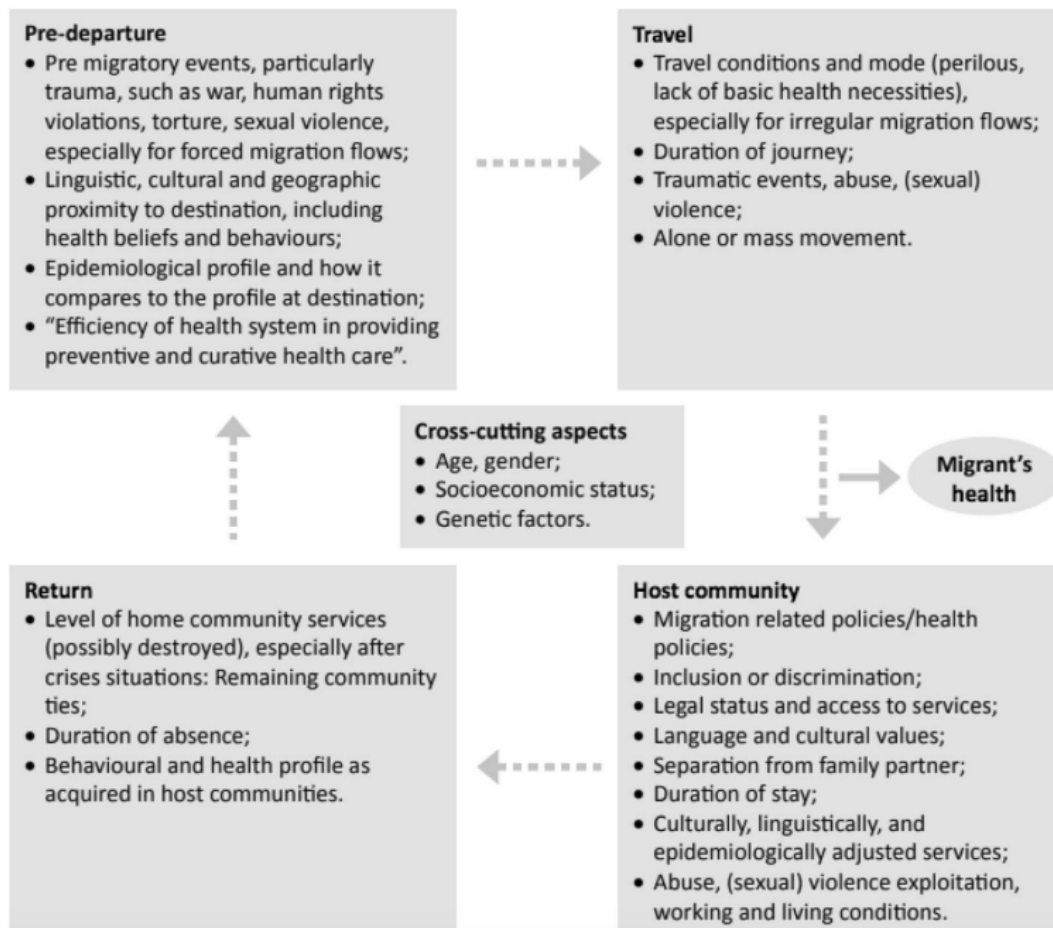 Pre-departure
• Pre migratory events, particularly
trauma, such as war, human rights
violations, torture, sexual violence,
especially for forced migration flows;
• Linguistic, cultural and geographic
proximity to destination, including
health beliefs and behaviours;
• Epidemiological profile and how it
compares to the profile at destination;
• “Efficiency of health system in providing
preventive and curative health care”.
Travel
• Travel conditions and mode (perilous,
lack of basic health necessities),
especially for irregular migration flows;
• Duration of journey;
• Traumatic events, abuse, (sexual)
violence;
• Alone or mass movement.
Cross-cutting aspects
• Age, gender;
• Socioeconomic status;
• Genetic factors.
Migrant’s
health
Return
• Level of home community services
(possibly destroyed), especially after
crises situations: Remaining community
ties;
• Duration of absence;
• Behavioural and health profile as
acquired in host communities.
Host community
• Migration related policies/health
policies;
• Inclusion or discrimination;
• Legal status and access to services;
• Language and cultural values;
• Separation from family partner;
• Duration of stay;
• Culturally, linguistically, and
epidemiologically adjusted services;
• Abuse, (sexual) violence exploitation,
working and living conditions.